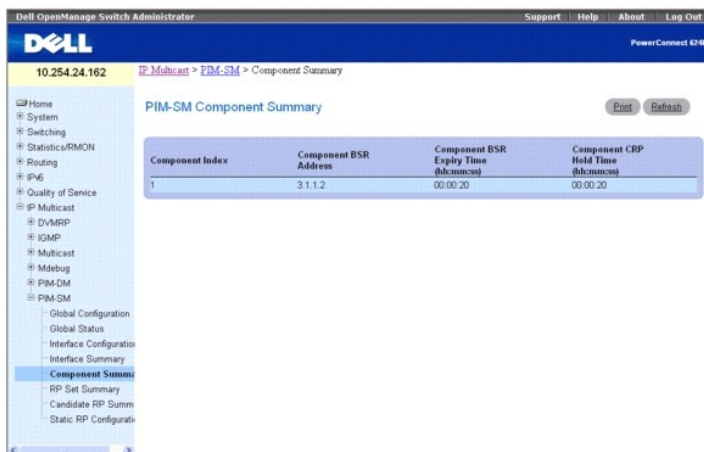 Dell OpenManage Switch Administrator
Support Help About Log Out
DELL
PowerConnect 6248
10.254.24.162
IP Multicast > PIM-SM > Component Summary
Home
System
Switching
Statistics/RMON
Routing
IPv6
Quality of Service
IP Multicast
DVMRP
IGMP
Multicast
Mdebug
PIM-DM
PIM-SM
Global Configuration
Global Status
Interface Configuration
Interface Summary
Component Summa
RP Set Summary
Candidate RP Summ
Static RP Configurati
PIM-SM Component Summary
Print Refresh
Component Index
Component BSR Address
Component BSR Expiry Time (hh:mm:ss)
Component CRP Hold Time (hh:mm:ss)
1 3.1.1.2 00:00:20 00:00:20